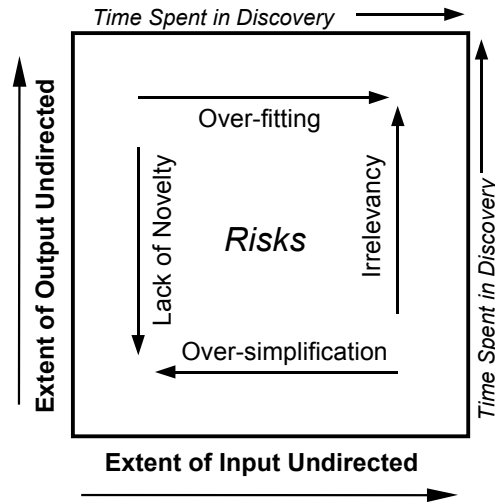 Time Spent in Discovery
Over-fitting
Extent of Output Undirected
Lack of Novelty
Risks
Irrelevancy
Time Spent in Discovery
Over-simplification
Extent of Input Undirected